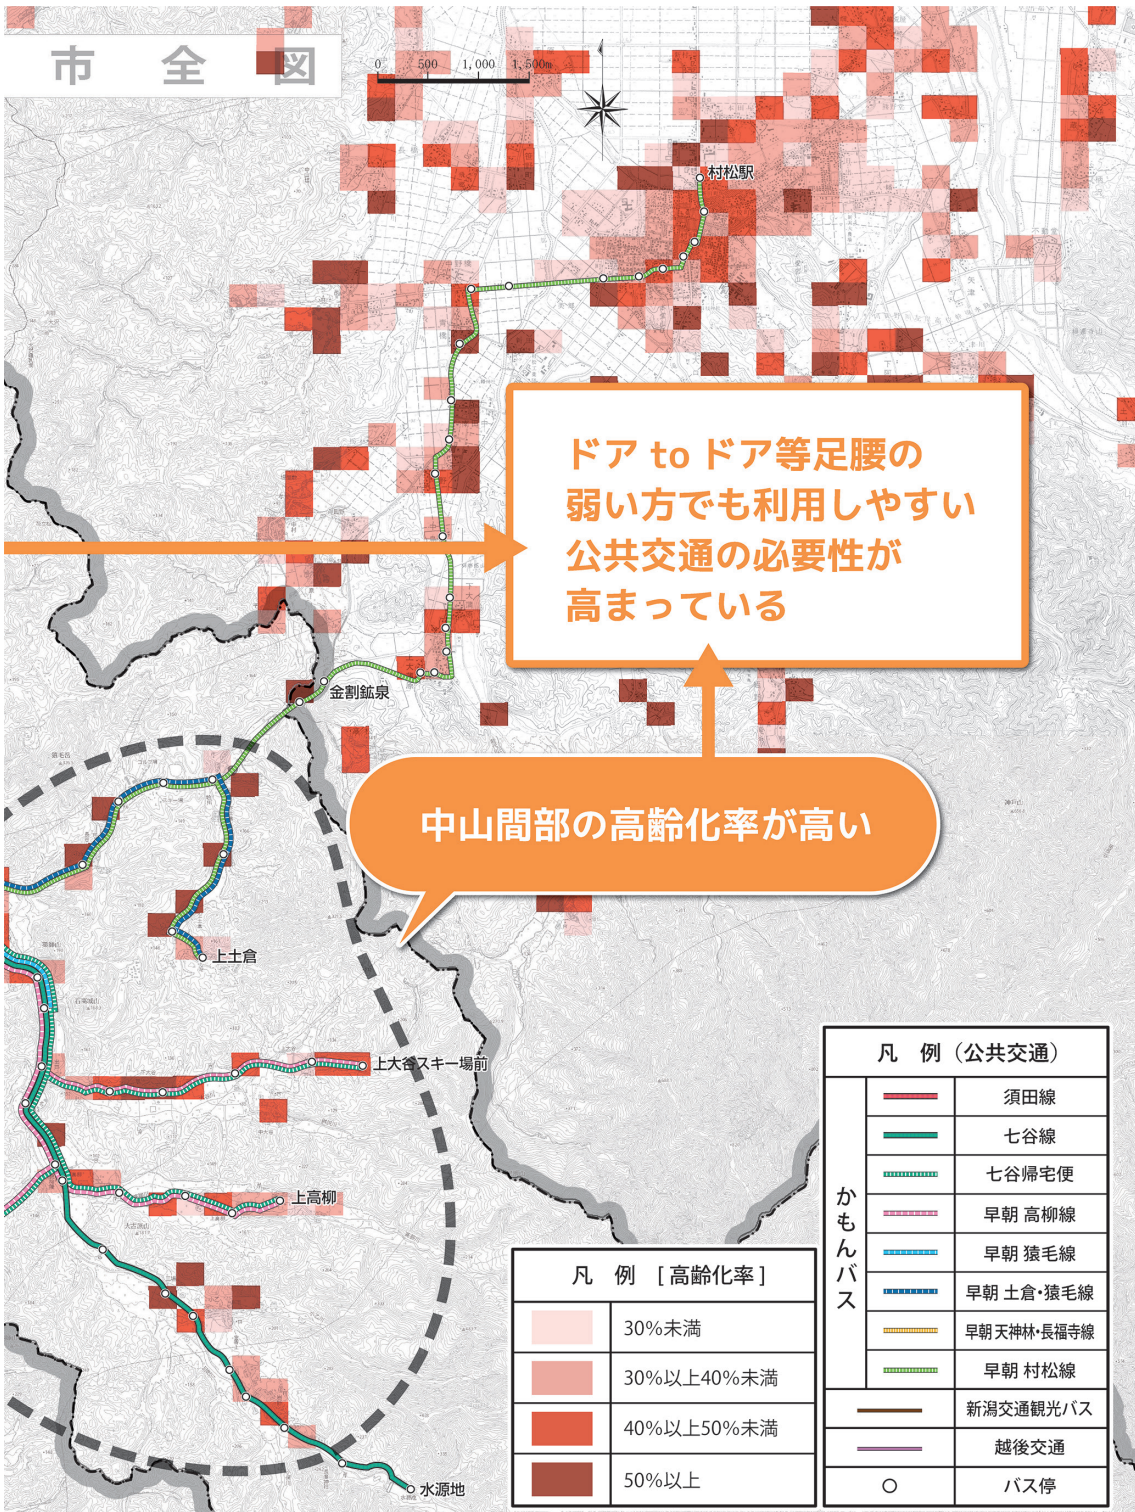 市 全 図
0 500 1,000 1,500m
村松駅
ドア to ドア等足腰の
弱い方でも利用しやすい
公共交通の必要性が
高まっている
金割鉱泉
中山間部の高齢化率が高い
上土倉
上大谷スキー場前
上高柳
水源地
凡 例 [高齢化率]
30%未満
30%以上40%未満
40%以上50%未満
50%以上
凡 例(公共交通)
かもんバス
須田線
七谷線
七谷帰宅便
早朝 高柳線
早朝 猿毛線
早朝 土倉・猿毛線
早朝 天神林・長福寺線
早朝 村松線
新潟交通観光バス
越後交通
バス停